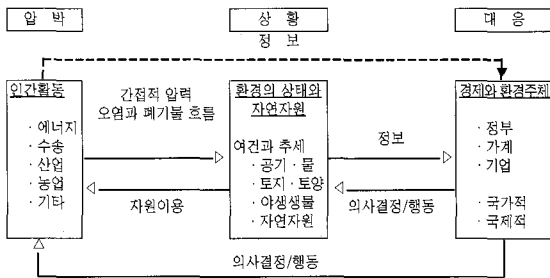 압 박
상 황
대 응
정 보
인간활동
· 에너지
· 수송
· 산업
· 농업
· 기타
간접적 압력
오염과 폐기물 흐름
자원이용
환경의 상태와
자연자원
여건과 추세
· 공기 · 물
· 토지 · 토양
· 야생생물
· 자연자원
정보
의사결정/행동
경제와 환경주체
· 정부
· 가계
· 기업
· 국가적
· 국제적
의사결정/행동